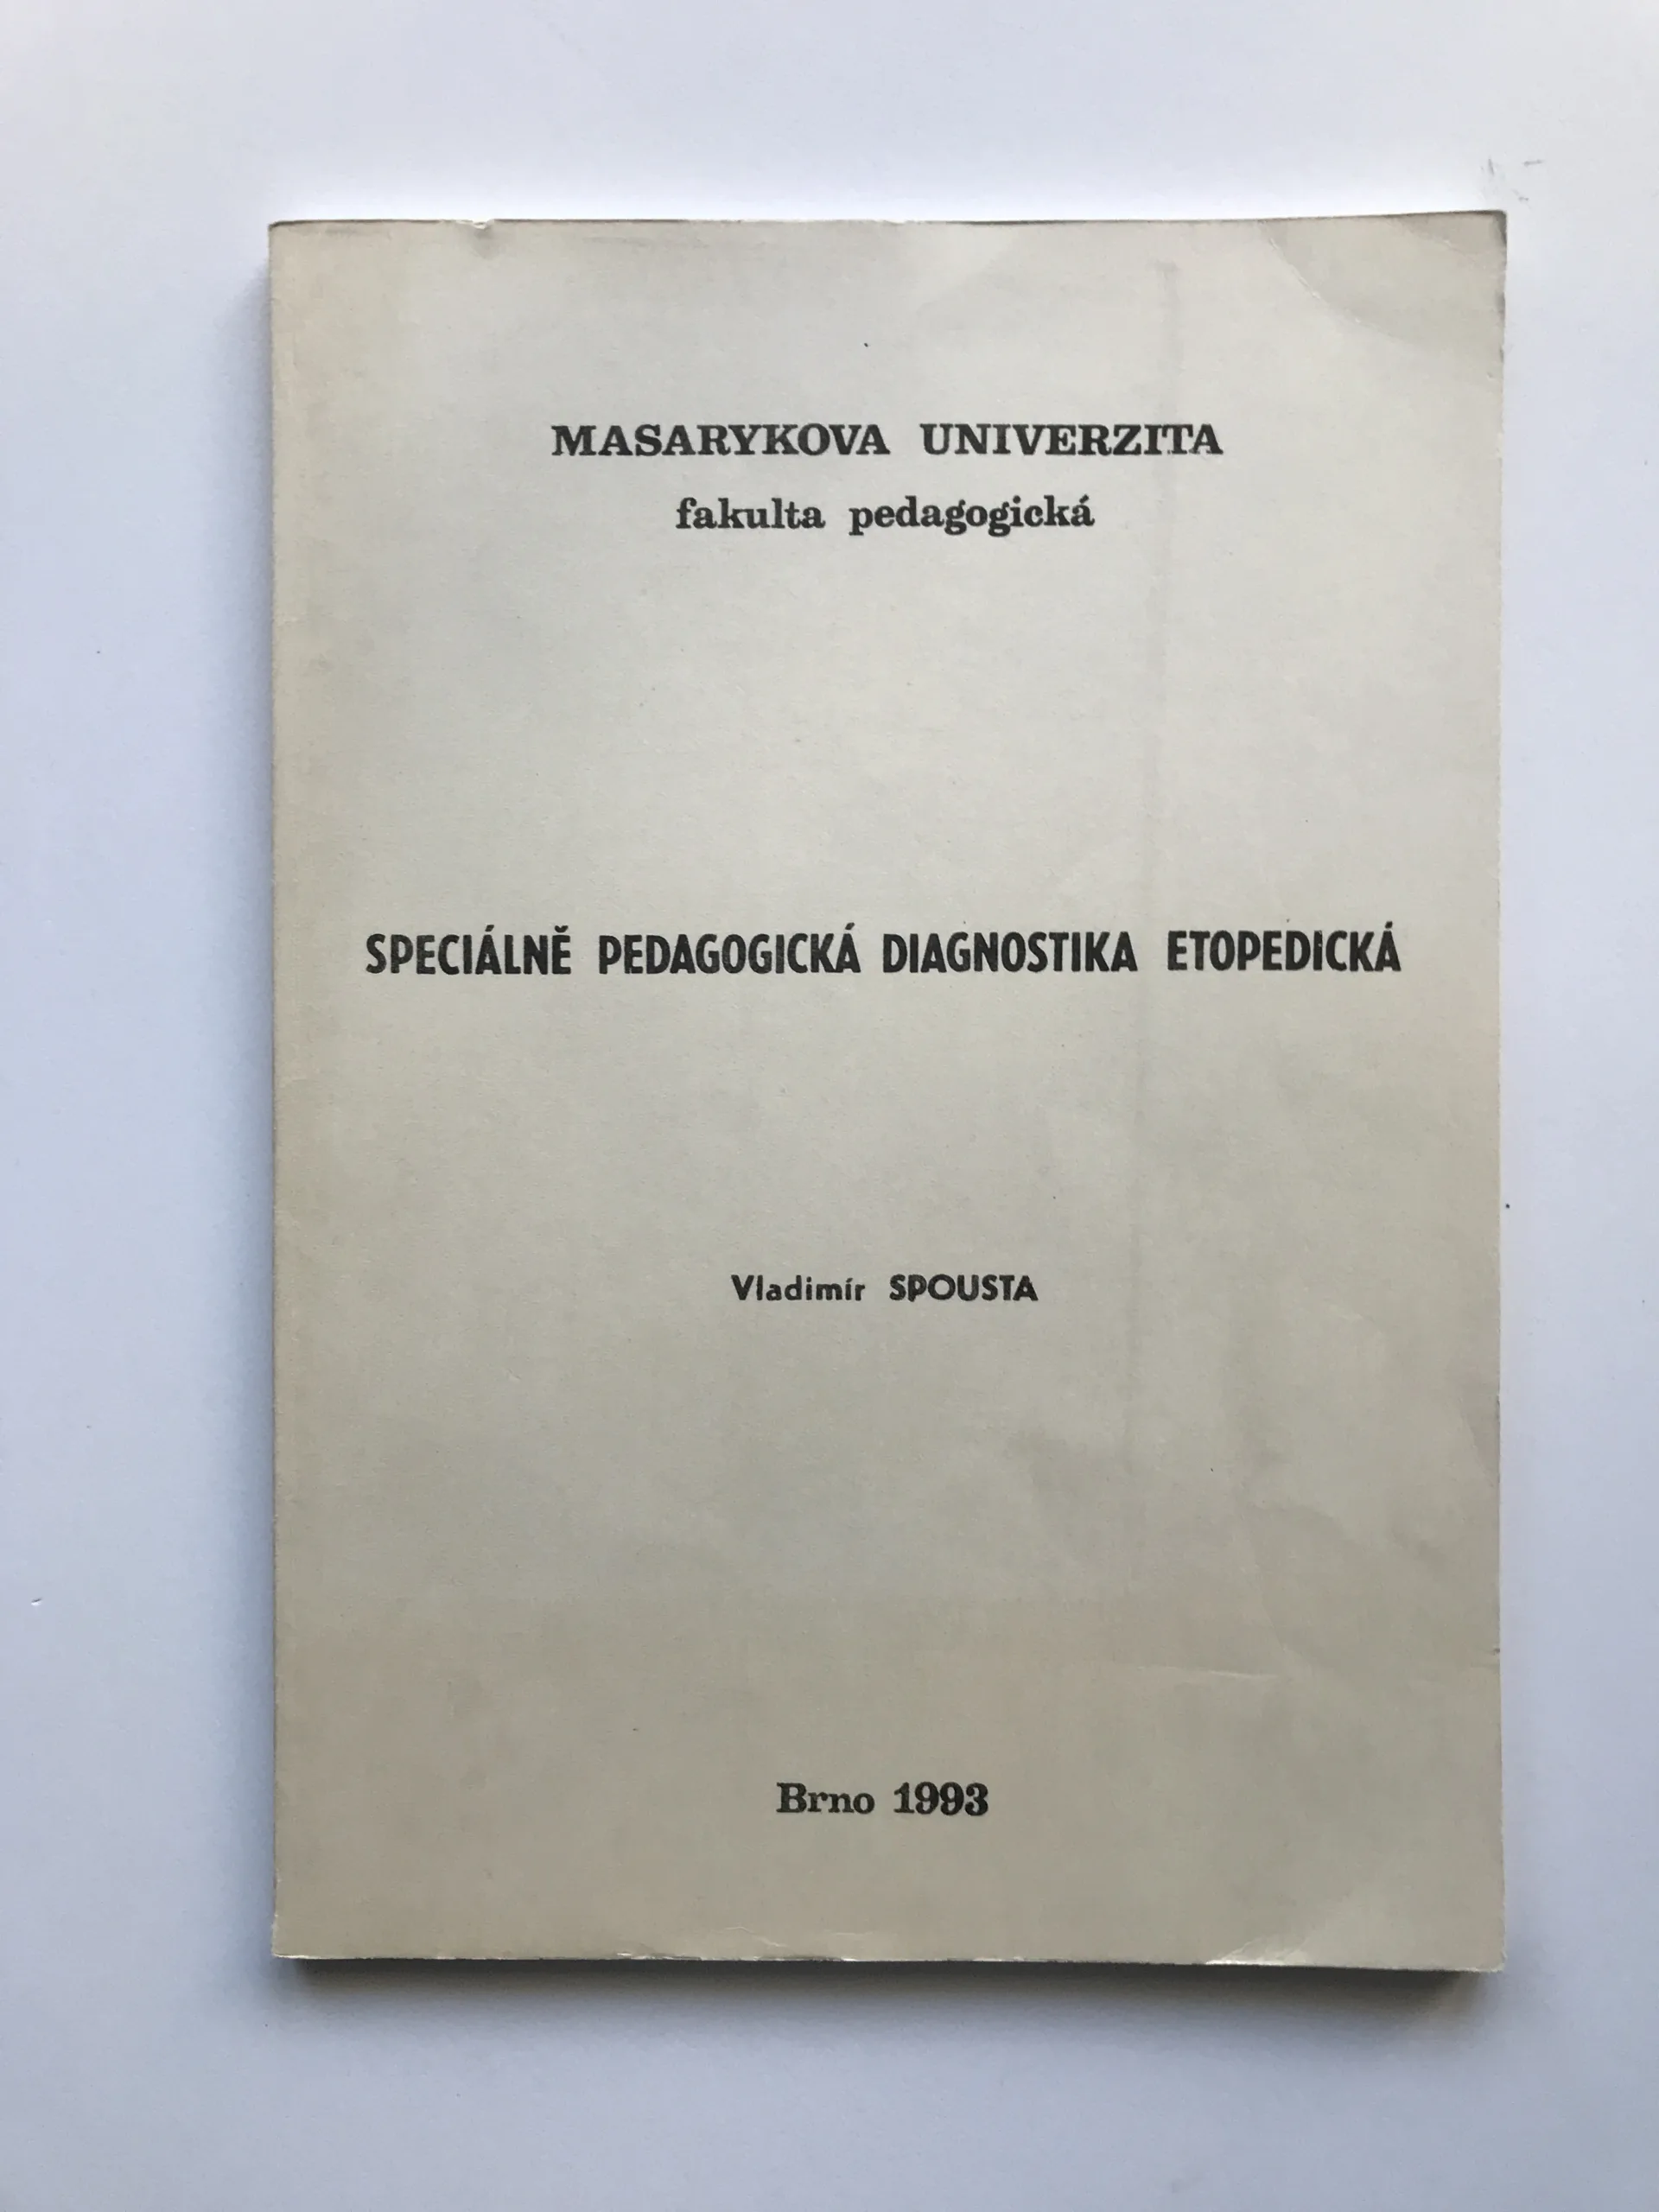 MASARYKOVA UNIVERZITA
fakulta pedagogická
SPECIÁLNĚ PEDAGOGICKÁ DIAGNOSTIKA ETOPEDICKÁ
Vladimír SPOUSTA
Brno 1993